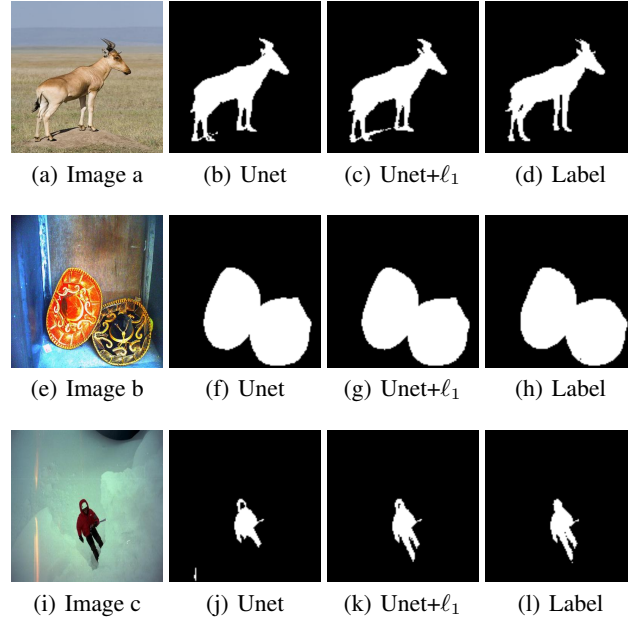 (a) Image a (b) Unet (c) Unet+ℓ₁ (d) Label
(e) Image b (f) Unet (g) Unet+ℓ₁ (h) Label
(i) Image c (j) Unet (k) Unet+ℓ₁ (l) Label